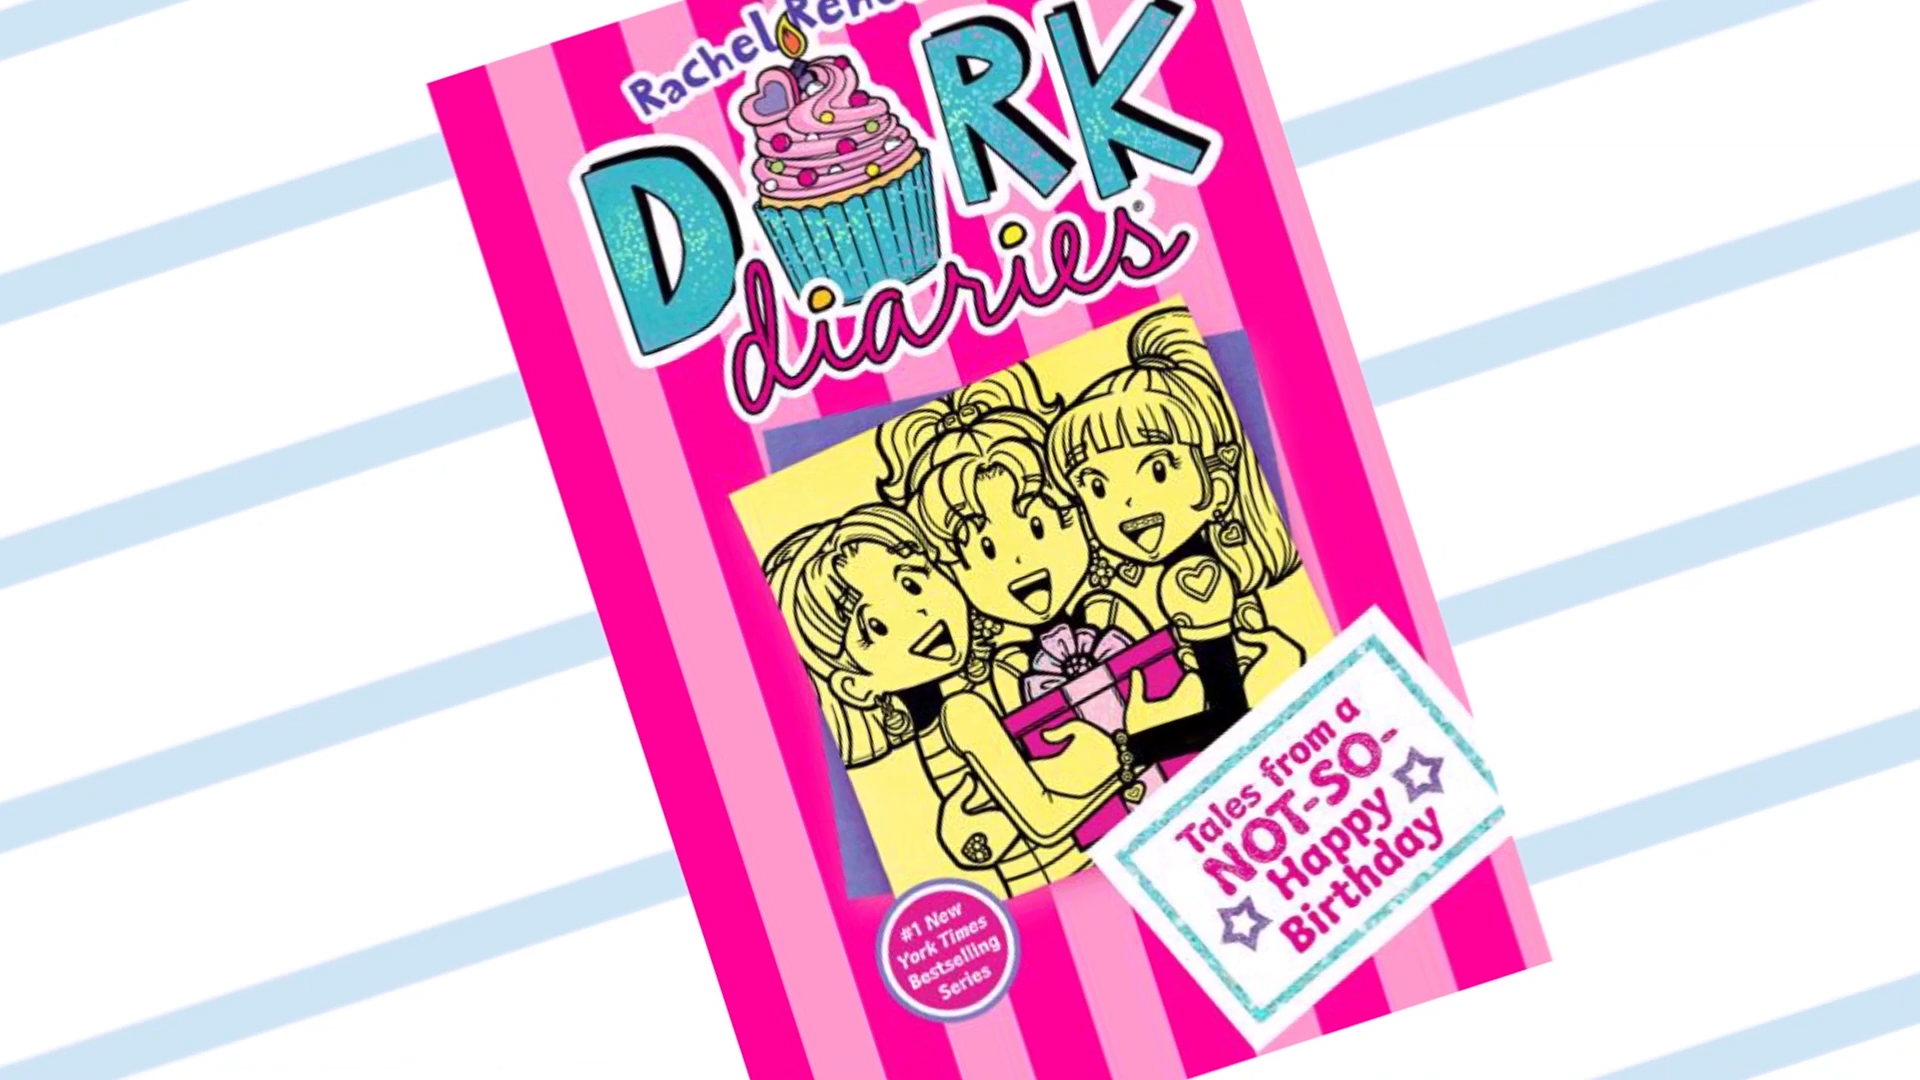 Rachel
DORK
diaries®
Tales from a
NOT-SO-
Happy
Birthday
#1 New
York Times
Bestselling
Series